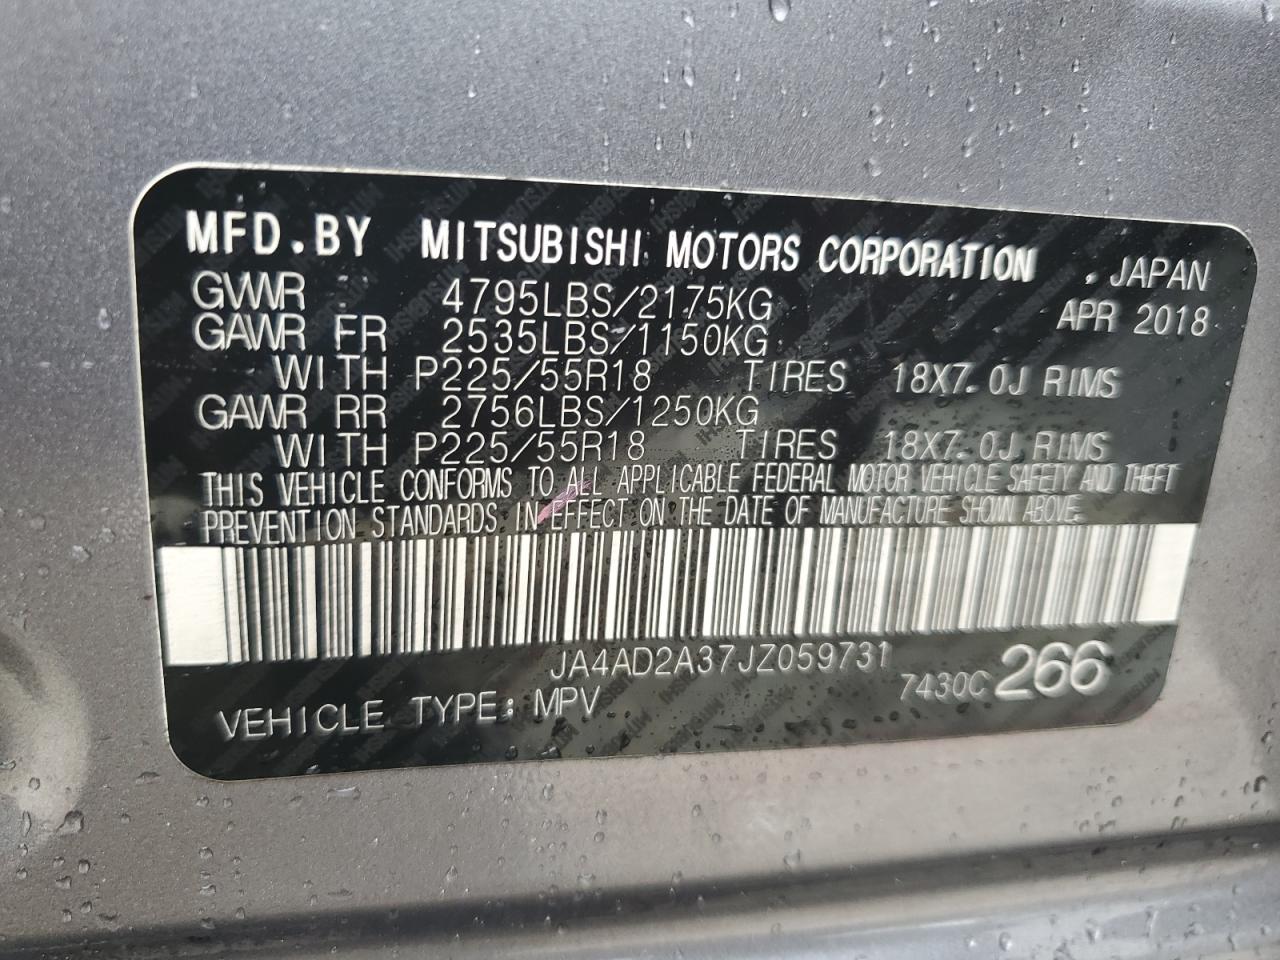 MFD.BY MITSUBISHI MOTORS CORPORATION, JAPAN
GVWR 4795LBS/2175KG APR 2018
GAWR FR 2535LBS/1150KG
WITH P225/55R18 TIRES 18X7.0J RIMS
GAWR RR 2756LBS/1250KG
WITH P225/55R18 TIRES 18X7.0J RIMS
THIS VEHICLE CONFORMS TO ALL APPLICABLE FEDERAL MOTOR VEHICLE SAFETY AND THEFT
PREVENTION STANDARDS IN EFFECT ON THE DATE OF MANUFACTURE SHOWN ABOVE.
JA4AD2A37JZ059731
VEHICLE TYPE: MPV 7430C 266